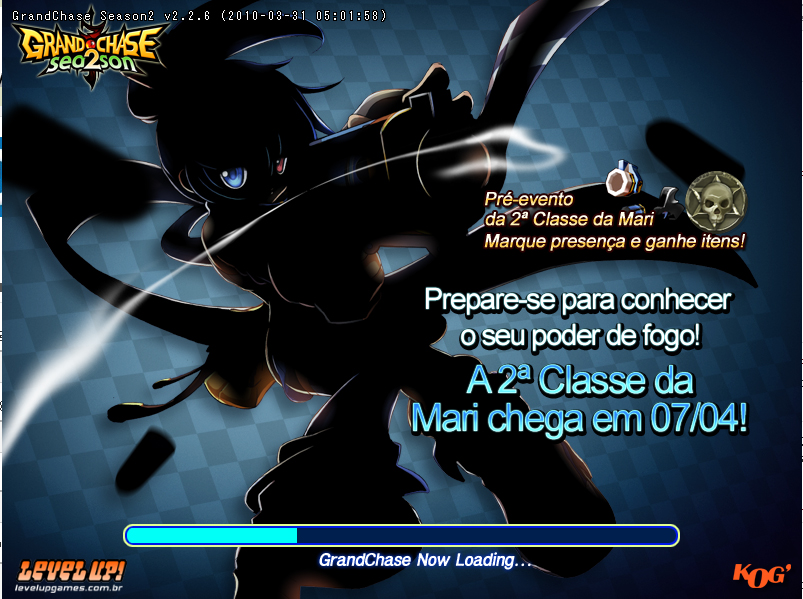 GrandChase Season2 v2.2.6 (2010-03-31 05:01:58)
GRAND CHASE
sea2son
Pré-evento
da 2ª Classe da Mari
Marque presença e ganhe itens!
Prepare-se para conhecer
o seu poder de fogo!
A 2ª Classe da
Mari chega em 07/04!
GrandChase Now Loading...
LEVEL UP!
levelupgames.com.br
KOG'